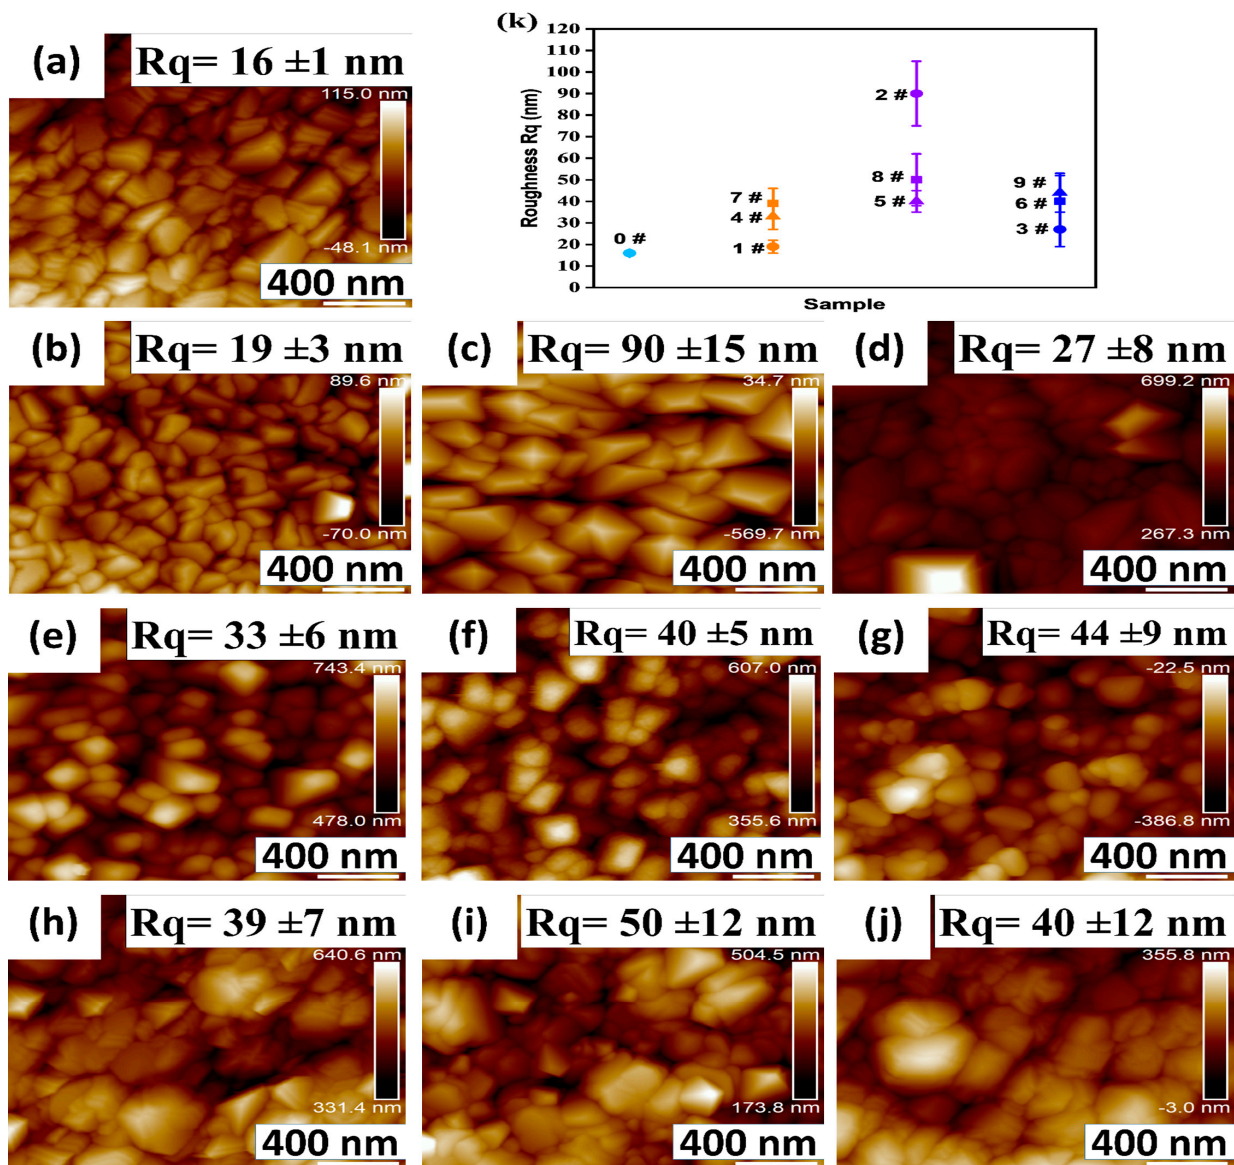 (a)
Rq= 16 ±1 nm
115.0 nm
-48.1 nm
400 nm
(k)
120
110
100
90
80
70
60
50
40
30
20
10
0
Roughness Rq (nm)
0 #
7 #
4 #
1 #
2 #
8 #
5 #
9 #
6 #
3 #
Sample
(b)
Rq= 19 ±3 nm
89.6 nm
-70.0 nm
400 nm
(c)
Rq= 90 ±15 nm
34.7 nm
-569.7 nm
400 nm
(d)
Rq= 27 ±8 nm
699.2 nm
267.3 nm
400 nm
(e)
Rq= 33 ±6 nm
743.4 nm
478.0 nm
400 nm
(f)
Rq= 40 ±5 nm
607.0 nm
355.6 nm
400 nm
(g)
Rq= 44 ±9 nm
-22.5 nm
-386.8 nm
400 nm
(h)
Rq= 39 ±7 nm
640.6 nm
331.4 nm
400 nm
(i)
Rq= 50 ±12 nm
504.5 nm
173.8 nm
400 nm
(j)
Rq= 40 ±12 nm
355.8 nm
-3.0 nm
400 nm